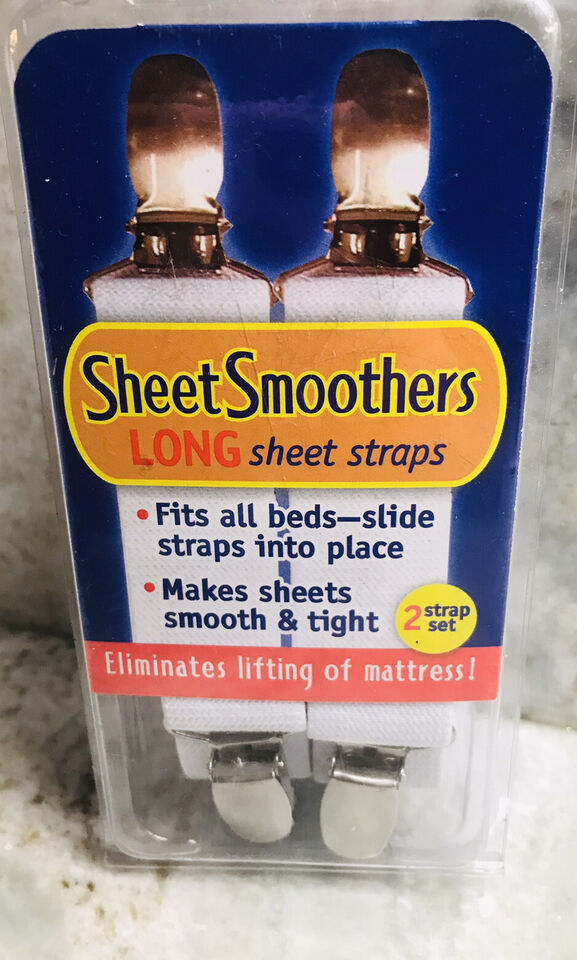 SheetSmoothers
LONG sheet straps
• Fits all beds—slide
straps into place
• Makes sheets
smooth & tight
2 strap
set
Eliminates lifting of mattress!